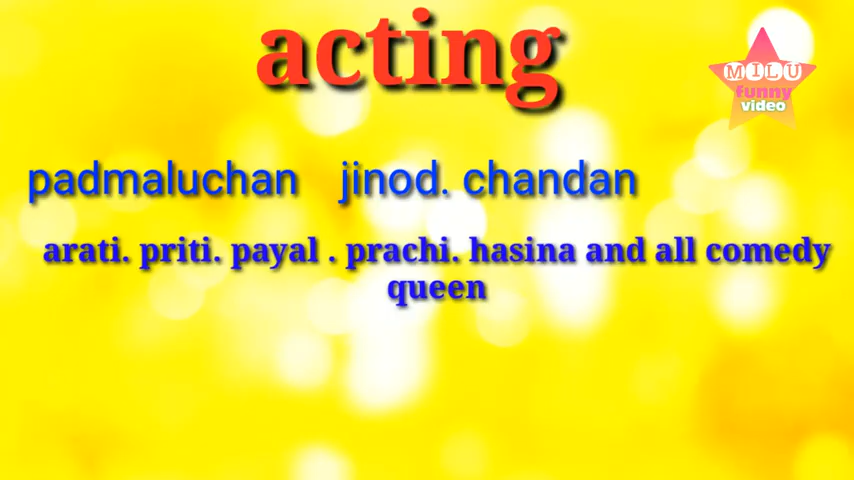 acting
MILU
funny
video
padmaluchan jinod. chandan
arati. priti. payal . prachi. hasina and all comedy
queen